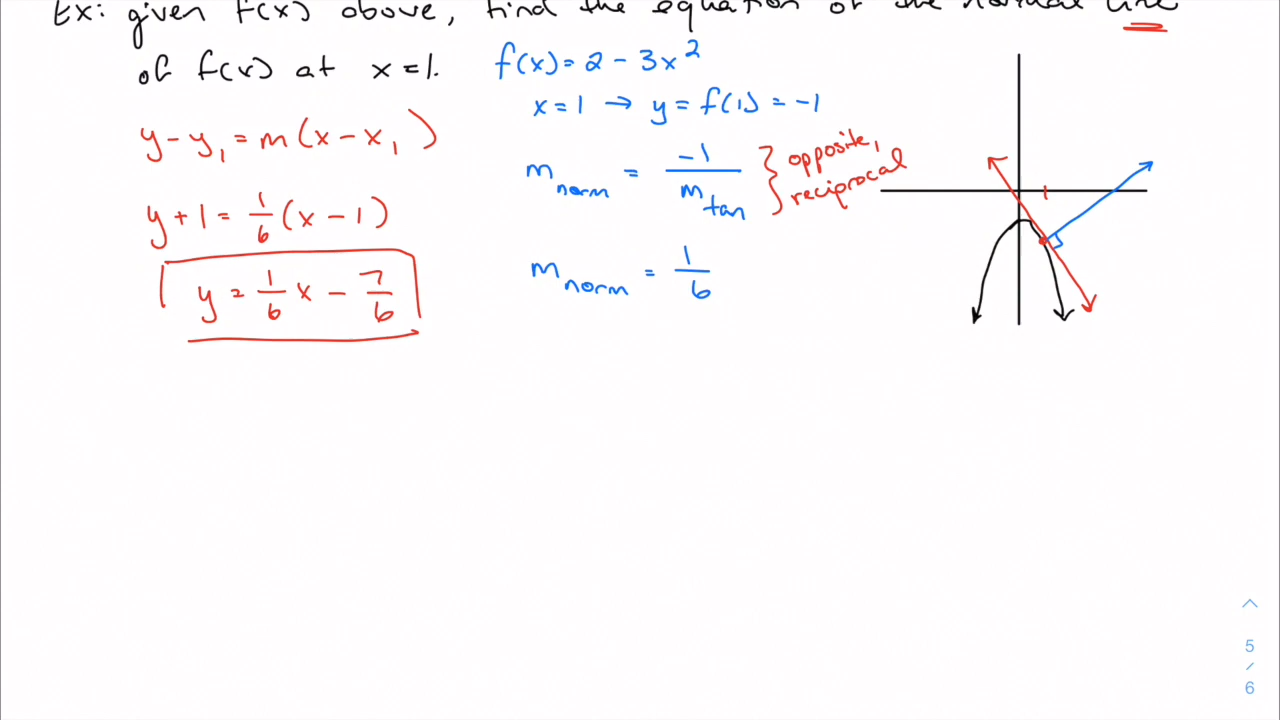 Ex: given f(x) above, find the equation of the normal line
of f(x) at x = 1.
f(x) = 2 - 3x²
x = 1 → y = f(1) = -1
y - y₁ = m(x - x₁)
m_norm = -1/m_tan } opposite, reciprocal
y + 1 = 1/6 (x - 1)
m_norm = 1/6
y = 1/6 x - 7/6
5
/
6